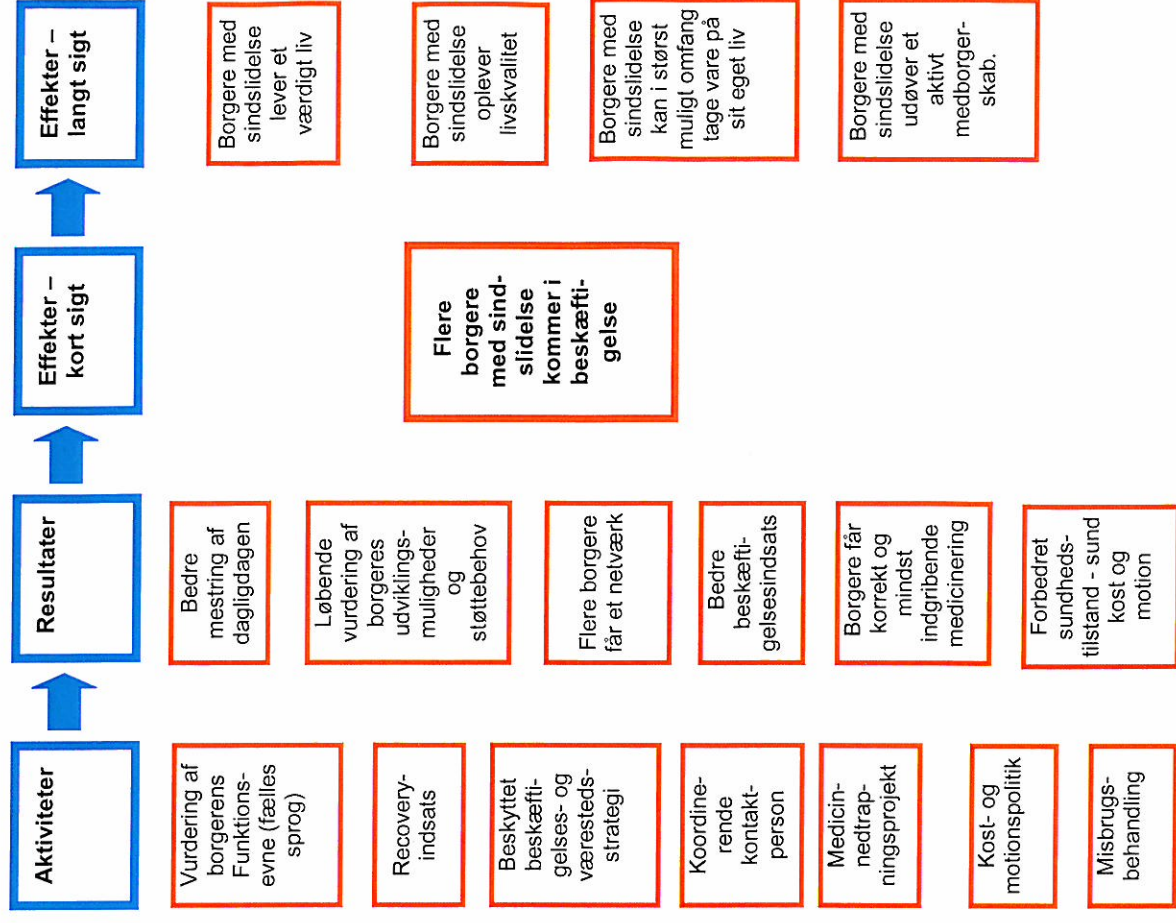 Aktiviteter
Vurdering af
borgerens
Funktions-
evne (fælles
sprog)
Recovery-
indsats
Beskyttet
beskæfti-
gelses- og
væresteds-
strategi
Koordine-
rende
kontakt-
person
Medicin-
nedtrap-
ningsprojekt
Kost- og
motionspolitik
Misbrugs-
behandling
Resultater
Bedre
mestring af
dagligdagen
Løbende
vurdering af
borgeres
udviklings-
muligheder
og
støttebehov
Flere borgere
får et netværk
Bedre
beskæfti-
gelsesindsats
Borgere får
korrekt og
mindst
indgribende
medicinering
Forbedret
sundheds-
tilstand - sund
kost og
motion
Effekter –
kort sigt
Flere
borgere
med sind-
slidelse
kommer i
beskæfti-
gelse
Effekter –
langt sigt
Borgere med
sindslidelse
lever et
værdigt liv
Borgere med
sindslidelse
oplever
livskvalitet
Borgere med
sindslidelse
kan i størst
muligt omfang
tage vare på
sit eget liv
Borgere med
sindslidelse
udøver et
aktivt
medborger-
skab.